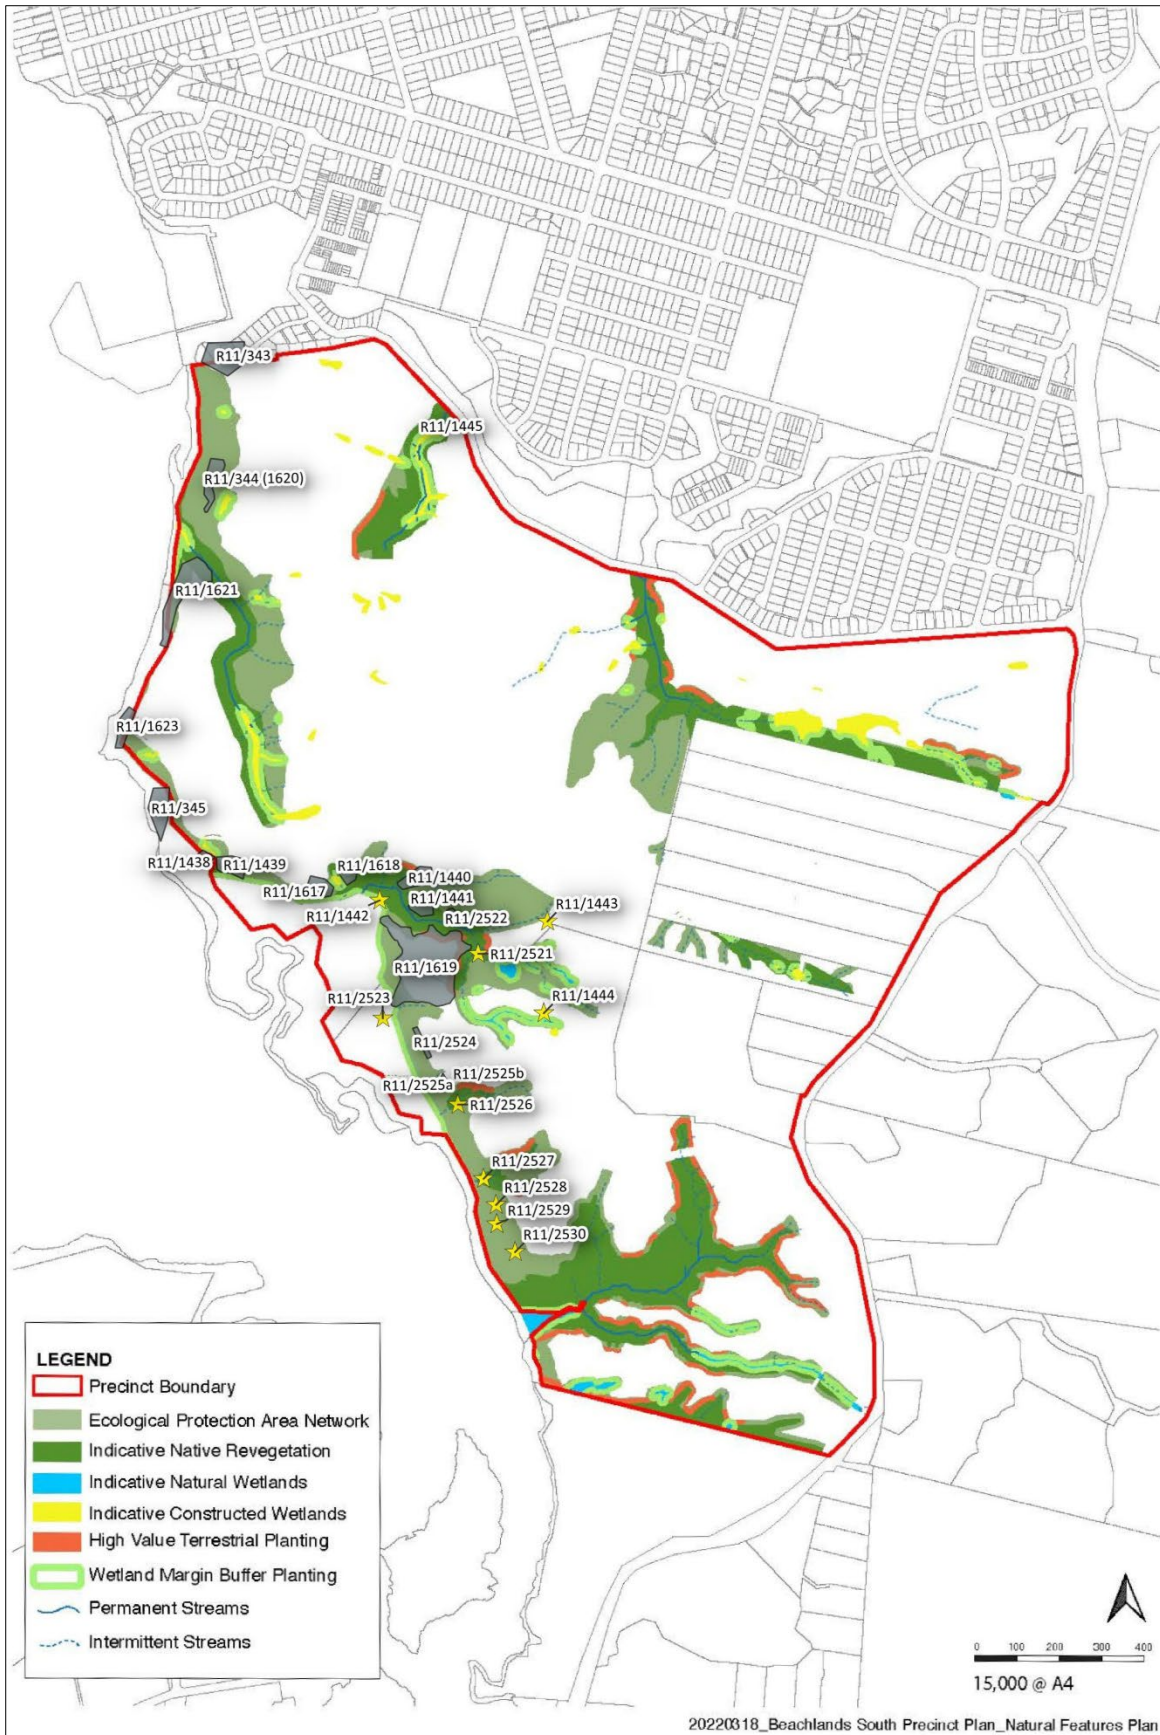 R11/343
R11/1445
R11/344 (1620)
R11/1621
R11/1623
R11/345
R11/1438
R11/1439
R11/1618
R11/1617
R11/1440
R11/1441
R11/1442
R11/2522
R11/1443
R11/2521
R11/1619
R11/2523
R11/1444
R11/2524
R11/2525b
R11/2525a
R11/2526
R11/2527
R11/2528
R11/2529
R11/2530
LEGEND
Precinct Boundary
Ecological Protection Area Network
Indicative Native Revegetation
Indicative Natural Wetlands
Indicative Constructed Wetlands
High Value Terrestrial Planting
Wetland Margin Buffer Planting
Permanent Streams
Intermittent Streams
0 100 200 300 400
15,000 @ A4
20220318_Beachlands South Precinct Plan_Natural Features Plan